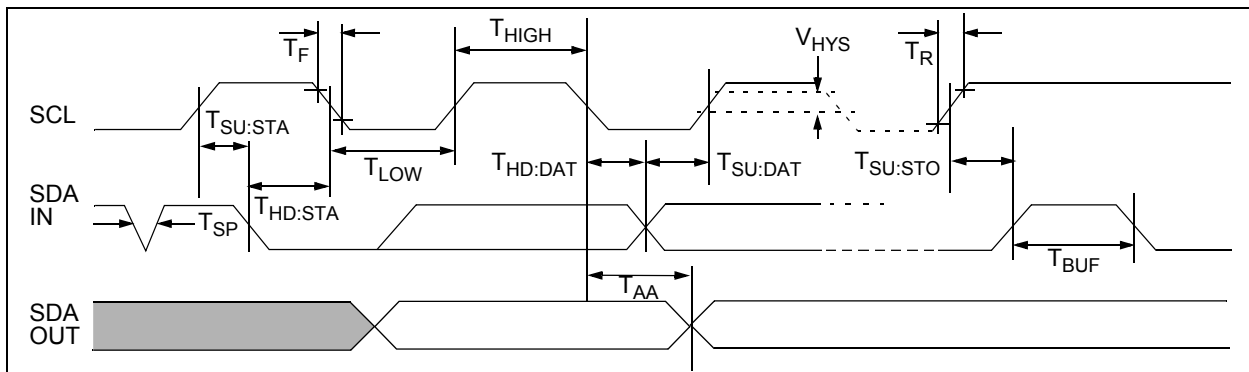 T_F
T_HIGH
V_HYS
T_R
SCL
T_SU:STA
T_LOW
T_HD:DAT
T_SU:DAT
T_SU:STO
SDA
IN
T_SP
T_HD:STA
T_BUF
T_AA
SDA
OUT